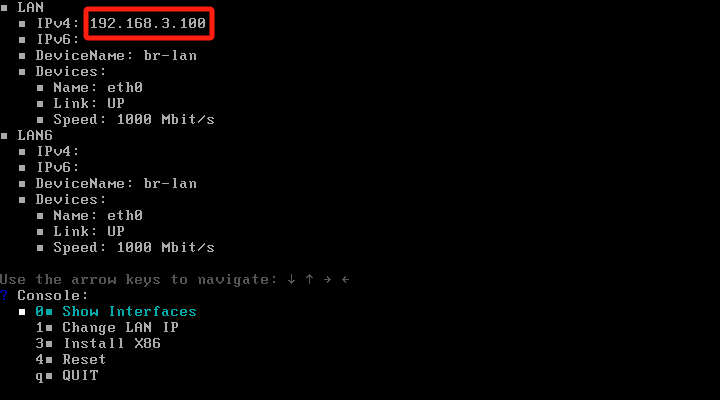 ▪ LAN
▪ IPv4: 192.168.3.100
▪ IPv6:
▪ DeviceName: br-lan
▪ Devices:
▪ Name: eth0
▪ Link: UP
▪ Speed: 1000 Mbit/s
▪ LAN6
▪ IPv4:
▪ IPv6:
▪ DeviceName: br-lan
▪ Devices:
▪ Name: eth0
▪ Link: UP
▪ Speed: 1000 Mbit/s
Use the arrow keys to navigate: ↓ ↑ → ←
? Console:
▪ 0▪ Show Interfaces
1▪ Change LAN IP
3▪ Install X86
4▪ Reset
q▪ QUIT